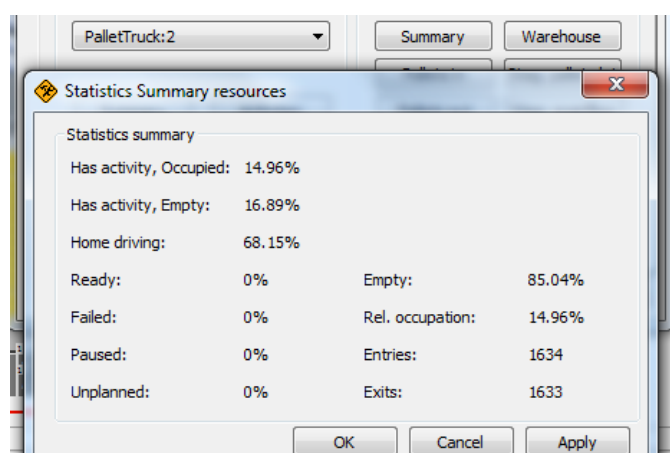 PalletTruck:2
Summary
Warehouse
Statistics Summary resources
Statistics summary
Has activity, Occupied: 14.96%
Has activity, Empty: 16.89%
Home driving: 68.15%
Ready: 0% Empty: 85.04%
Failed: 0% Rel. occupation: 14.96%
Paused: 0% Entries: 1634
Unplanned: 0% Exits: 1633
OK Cancel Apply